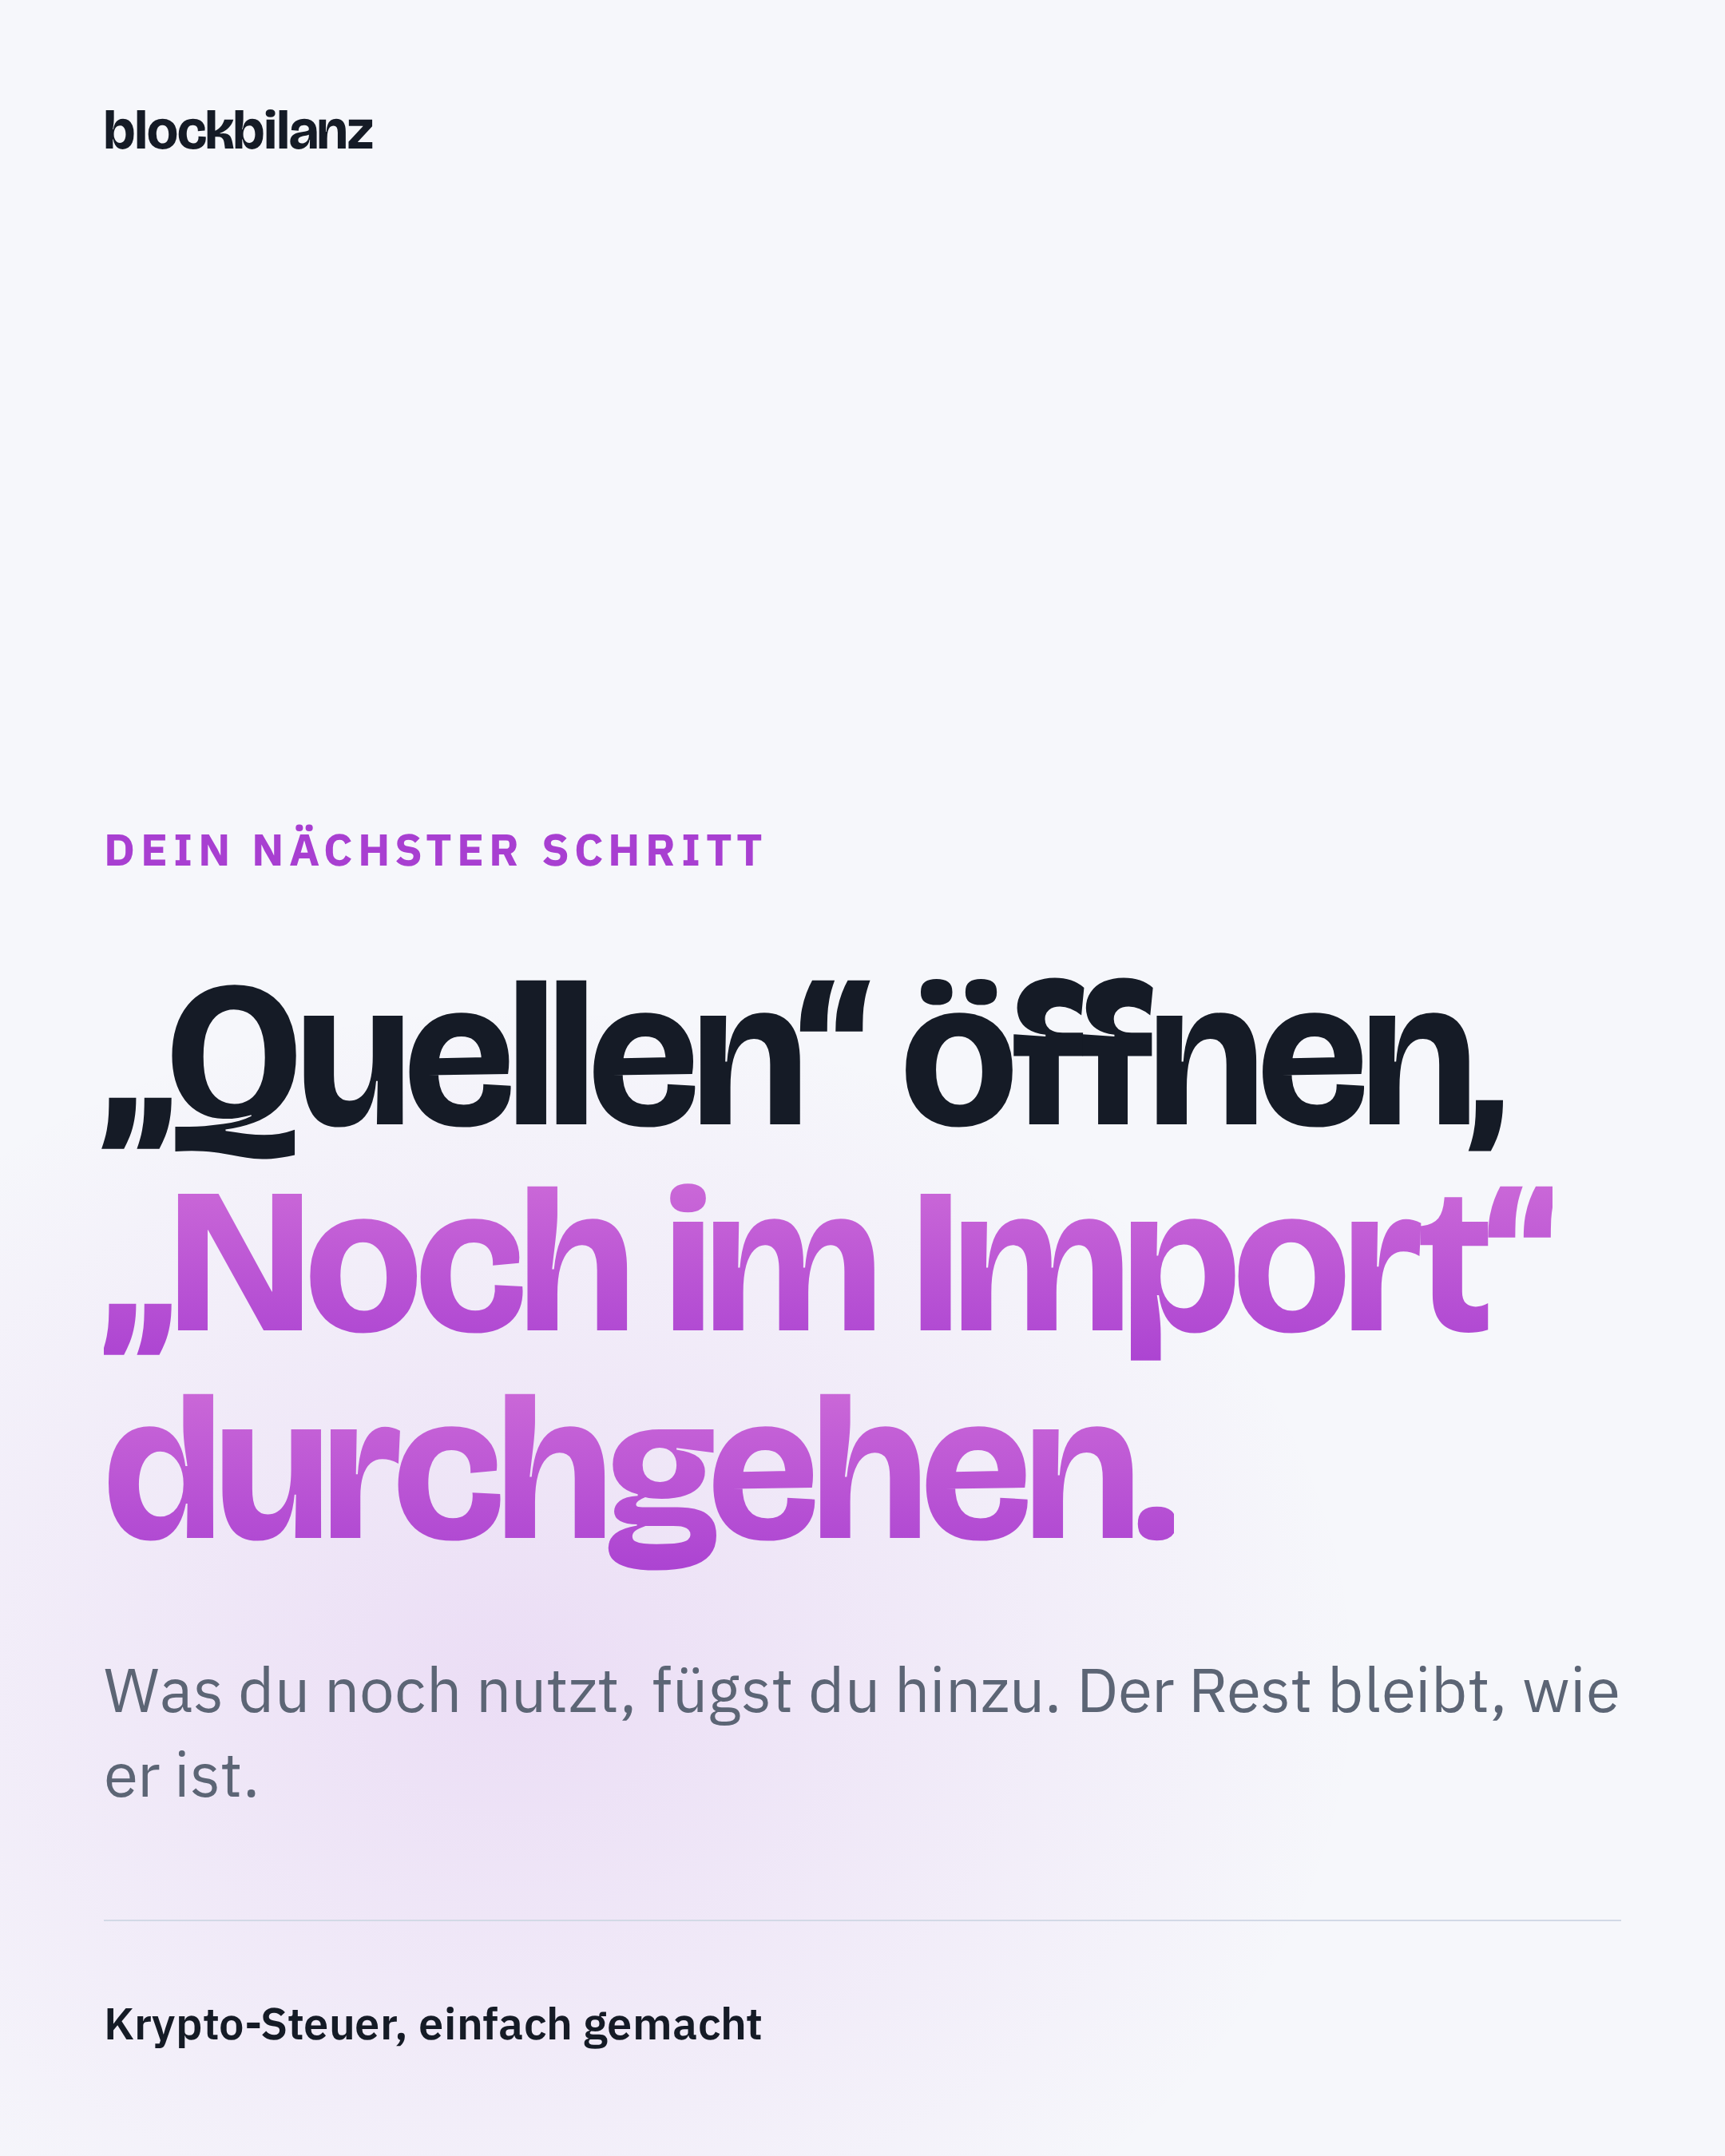 blockbilanz
DEIN NÄCHSTER SCHRITT
„Quellen“ öffnen,
„Noch im Import“
durchgehen.
Was du noch nutzt, fügst du hinzu. Der Rest bleibt, wie
er ist.
Krypto-Steuer, einfach gemacht